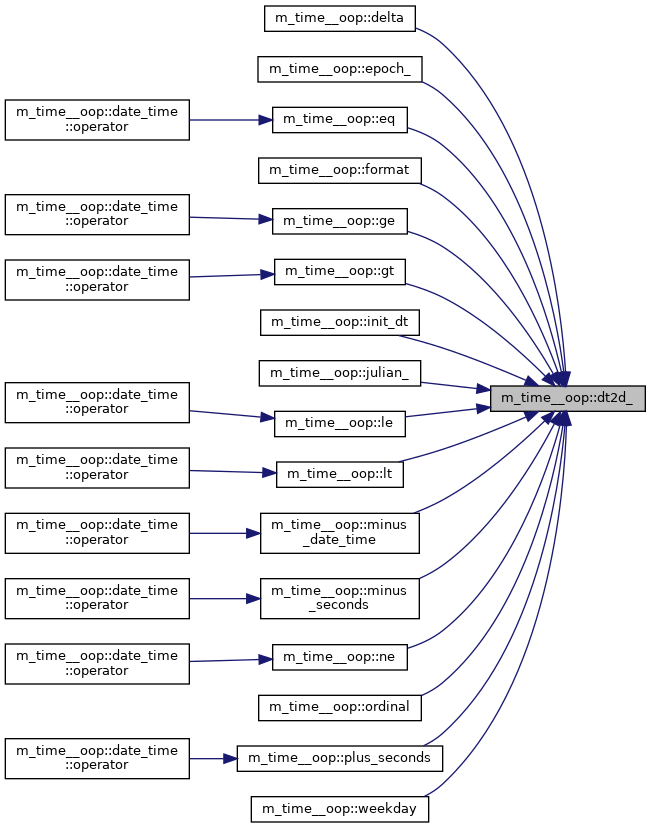 m_time__oop::delta
m_time__oop::epoch_
m_time__oop::date_time
::operator
m_time__oop::eq
m_time__oop::format
m_time__oop::date_time
::operator
m_time__oop::ge
m_time__oop::date_time
::operator
m_time__oop::gt
m_time__oop::init_dt
m_time__oop::julian_
m_time__oop::dt2d_
m_time__oop::date_time
::operator
m_time__oop::le
m_time__oop::date_time
::operator
m_time__oop::lt
m_time__oop::date_time
::operator
m_time__oop::minus
_date_time
m_time__oop::date_time
::operator
m_time__oop::minus
_seconds
m_time__oop::date_time
::operator
m_time__oop::ne
m_time__oop::ordinal
m_time__oop::date_time
::operator
m_time__oop::plus_seconds
m_time__oop::weekday